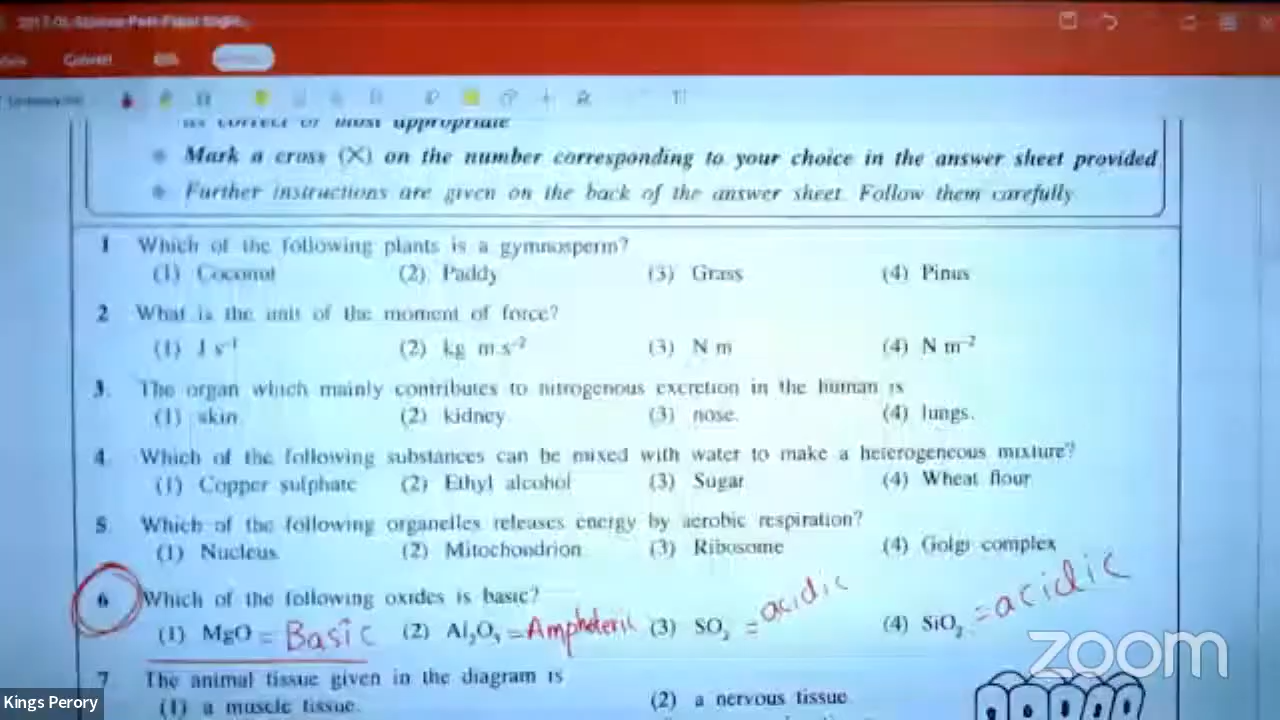 as correct or most appropriate
Mark a cross (X) on the number corresponding to your choice in the answer sheet provided
Further instructions are given on the back of the answer sheet. Follow them carefully
1 Which of the following plants is a gymnosperm?
(1) Coconut (2) Paddy (3) Grass (4) Pinus
2 What is the unit of the moment of force?
(1) J s⁻¹ (2) kg m s⁻² (3) N m (4) N m⁻²
3. The organ which mainly contributes to nitrogenous excretion in the human is
(1) skin. (2) kidney. (3) nose. (4) lungs.
4. Which of the following substances can be mixed with water to make a heterogeneous mixture?
(1) Copper sulphate (2) Ethyl alcohol (3) Sugar (4) Wheat flour
5. Which of the following organelles releases energy by aerobic respiration?
(1) Nucleus (2) Mitochondrion (3) Ribosome (4) Golgi complex
6 Which of the following oxides is basic?
(1) MgO = Basic (2) Al₂O₃ = Amphoteric (3) SO₂ = acidic (4) SiO₂ = acidic
zoom
7 The animal tissue given in the diagram is
(1) a muscle tissue. (2) a nervous tissue.
Kings Perory